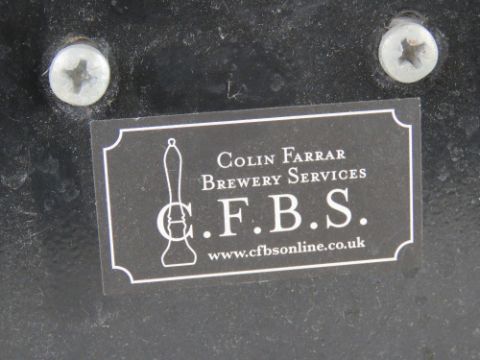 COLIN FARRAR
BREWERY SERVICES
C.F.B.S.
www.cfbsonline.co.uk